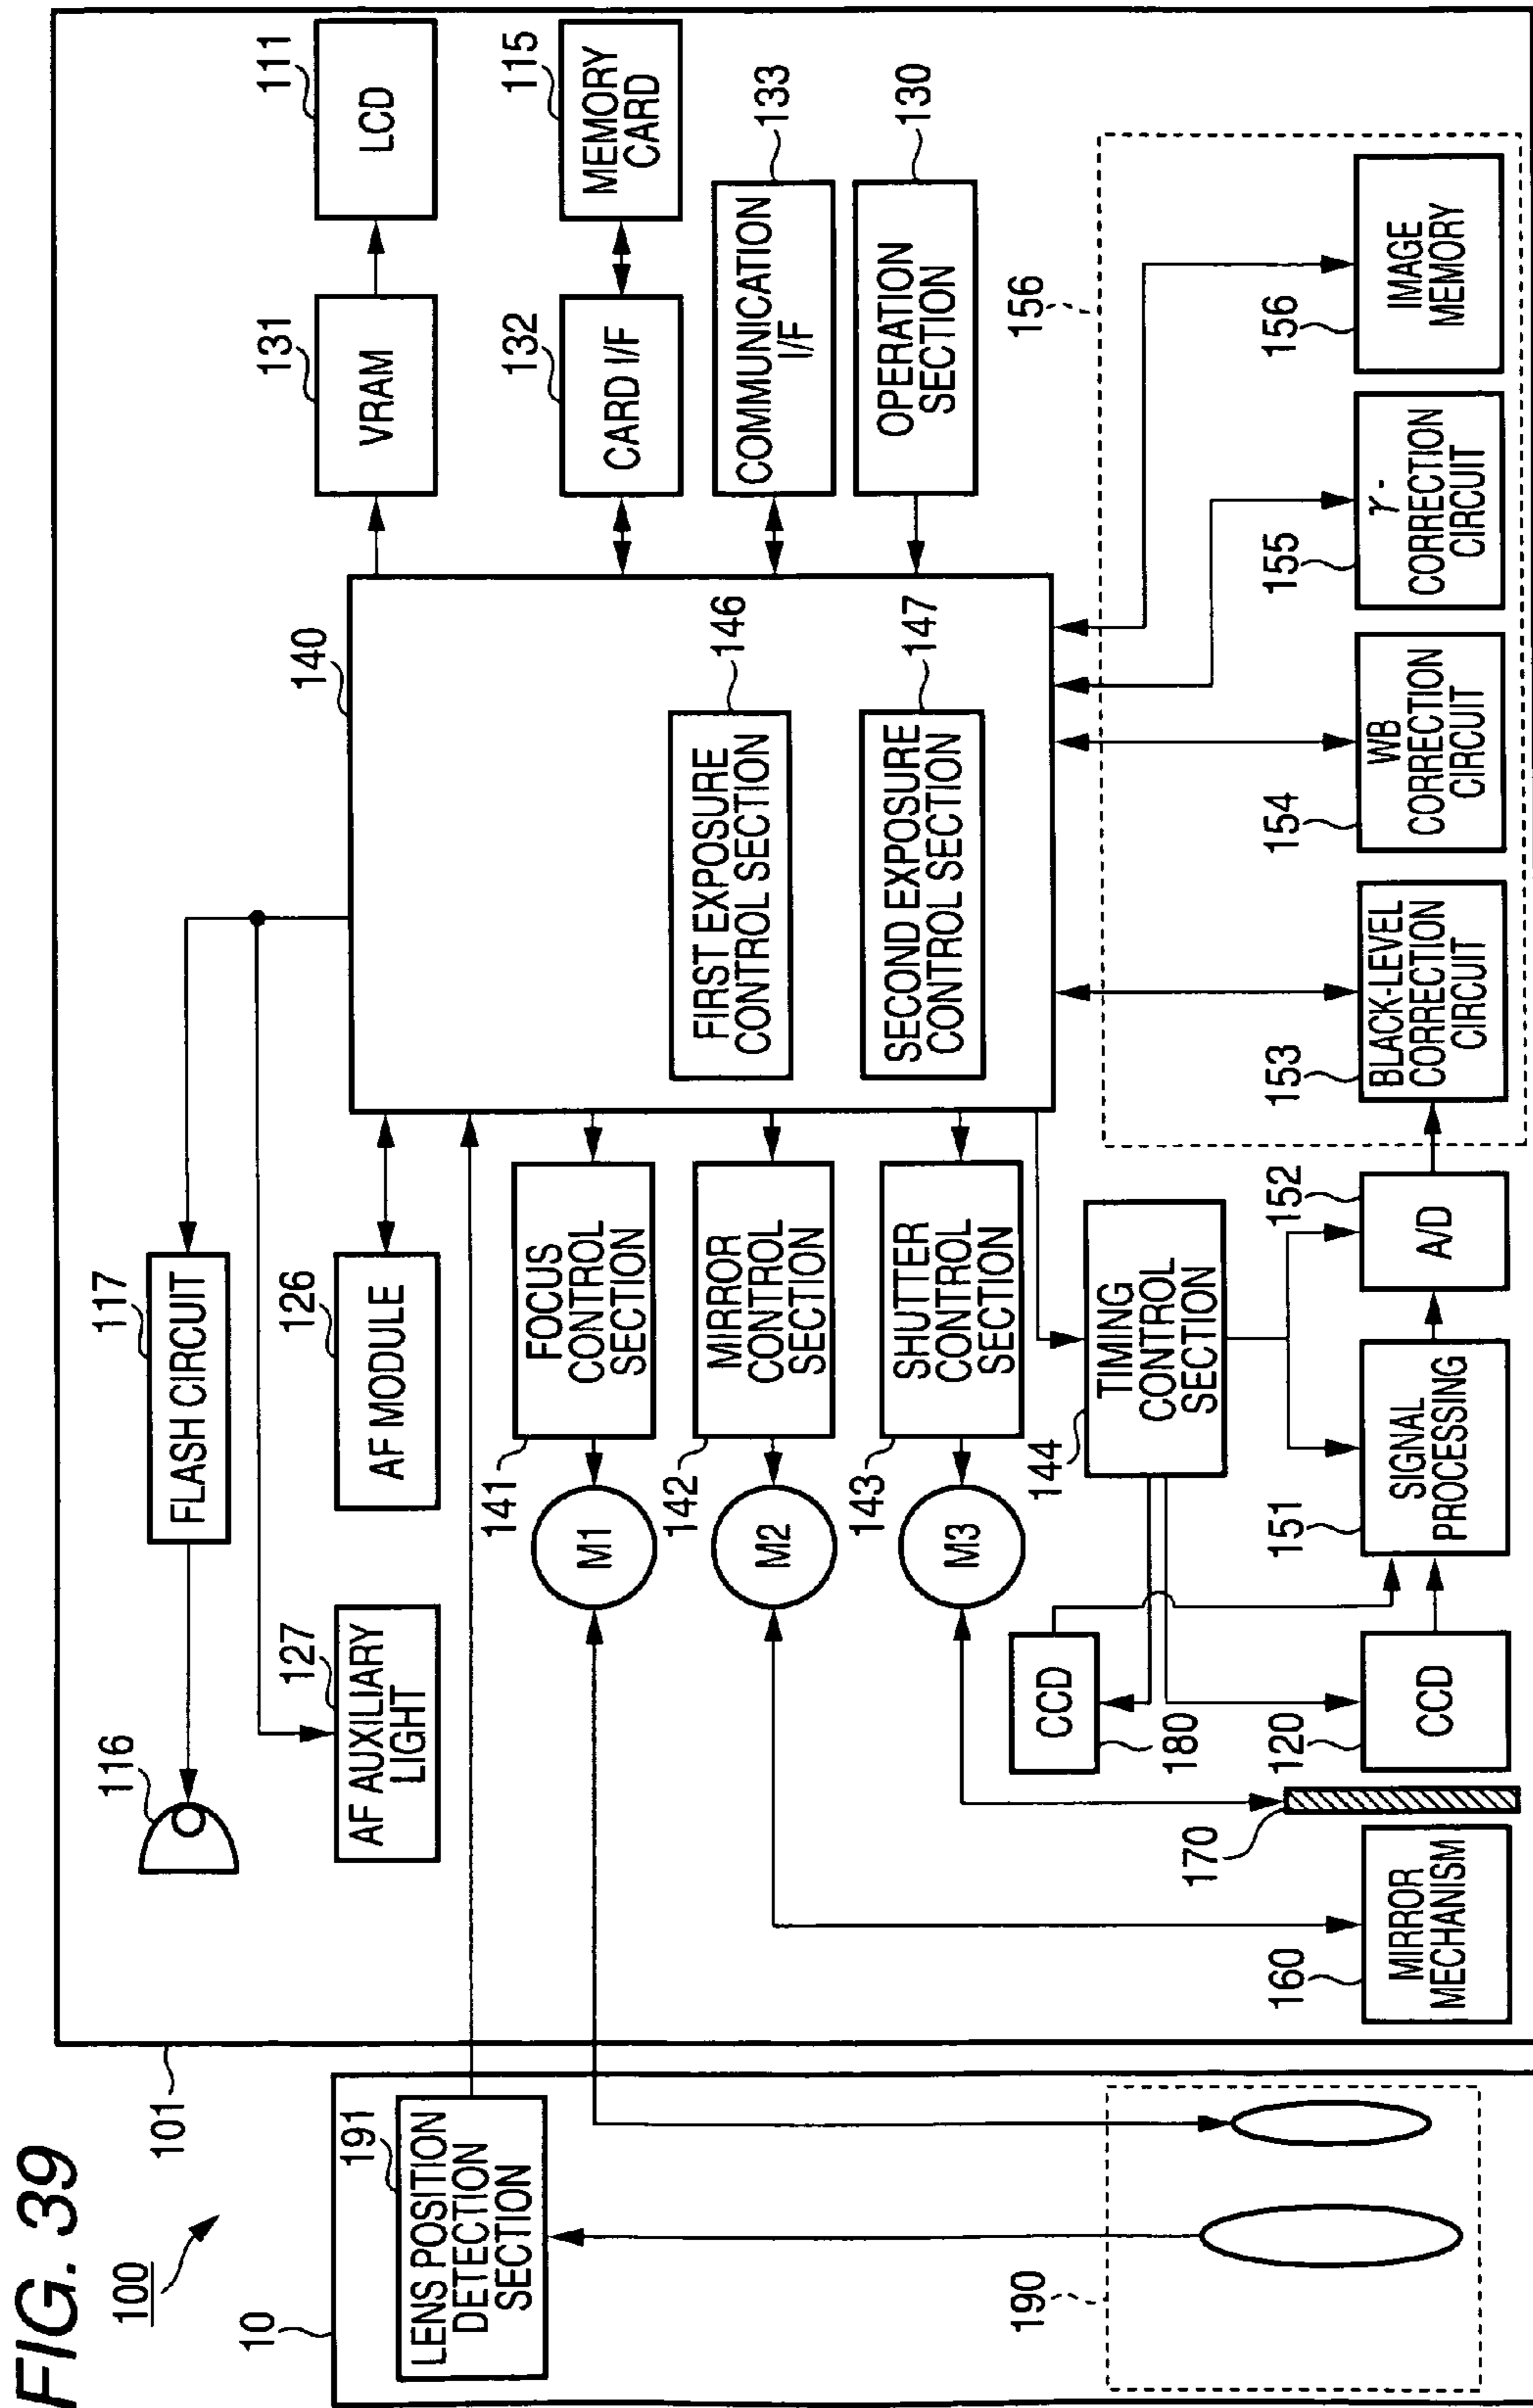 FIG. 39
100
10
101
191
LENS POSITION
DETECTION
SECTION
190
116
117
FLASH CIRCUIT
127
AF AUXILIARY
LIGHT
126
AF MODULE
141
FOCUS
CONTROL
SECTION
M1
142
MIRROR
CONTROL
SECTION
M2
143
SHUTTER
CONTROL
SECTION
M3
144
TIMING
CONTROL
SECTION
160
MIRROR
MECHANISM
170
180
CCD
120
CCD
151
SIGNAL
PROCESSING
152
A/D
140
146
FIRST EXPOSURE
CONTROL SECTION
147
SECOND EXPOSURE
CONTROL SECTION
131
VRAM
111
LCD
132
CARD I/F
115
MEMORY
CARD
133
COMMUNICATION
I/F
130
OPERATION
SECTION
156
153
BLACK-LEVEL
CORRECTION
CIRCUIT
154
WB
CORRECTION
CIRCUIT
155
γ-
CORRECTION
CIRCUIT
156
IMAGE
MEMORY